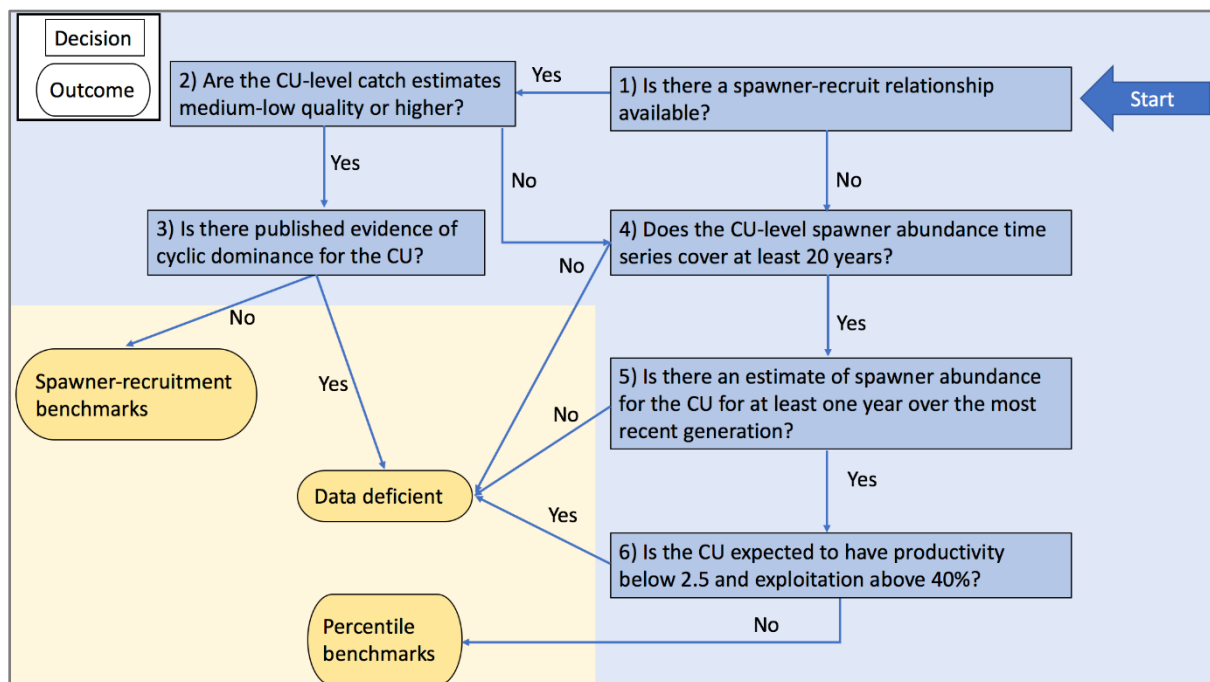 Decision
Outcome
2) Are the CU-level catch estimates
medium-low quality or higher?
Yes
1) Is there a spawner-recruit relationship
available?
Start
Yes
No
No
3) Is there published evidence of
cyclic dominance for the CU?
4) Does the CU-level spawner abundance time
series cover at least 20 years?
No
No
Yes
Yes
Spawner-recruitment
benchmarks
5) Is there an estimate of spawner abundance
for the CU for at least one year over the most
recent generation?
No
Data deficient
Yes
Yes
6) Is the CU expected to have productivity
below 2.5 and exploitation above 40%?
No
Percentile
benchmarks